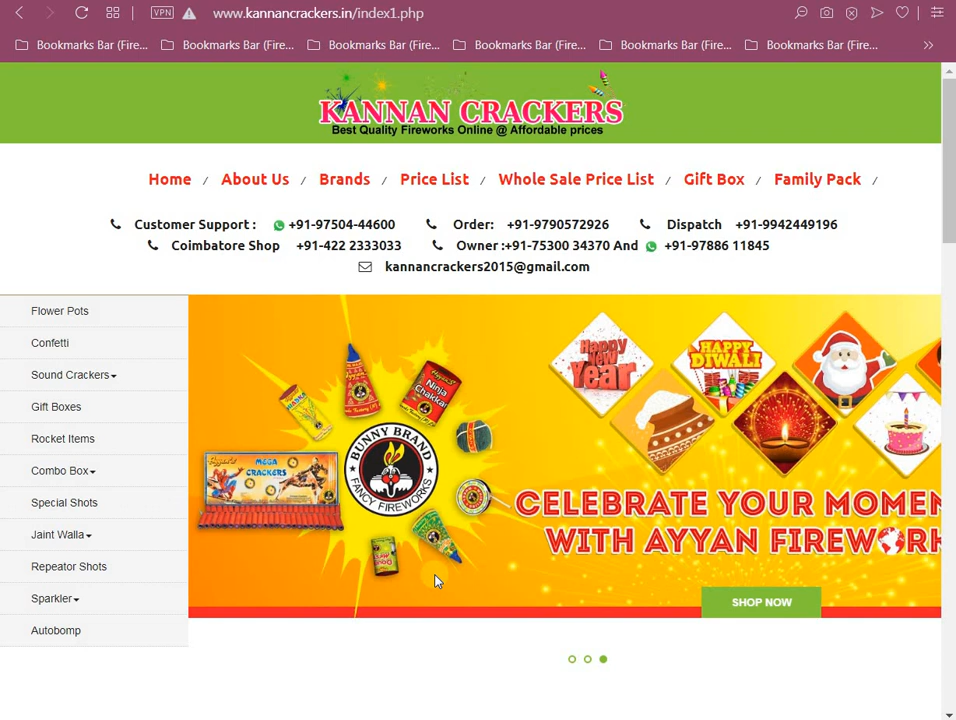 VPN www.kannancrackers.in/index1.php
Bookmarks Bar (Fire... Bookmarks Bar (Fire... Bookmarks Bar (Fire... Bookmarks Bar (Fire... Bookmarks Bar (Fire... Bookmarks Bar (Fire...
KANNAN CRACKERS
Best Quality Fireworks Online @ Affordable prices
Home / About Us / Brands / Price List / Whole Sale Price List / Gift Box / Family Pack /
Customer Support : +91-97504-44600 Order: +91-9790572926 Dispatch +91-9942449196
Coimbatore Shop +91-422 2333033 Owner :+91-75300 34370 And +91-97886 11845
kannancrackers2015@gmail.com
Flower Pots
Confetti
Sound Crackers
Gift Boxes
Rocket Items
Combo Box
Special Shots
Jaint Walla
Repeator Shots
Sparkler
Autobomp
Ninja
Chakkar
BUNNY BRAND
FANCY FIREWORKS
MEGA
CRACKERS
Happy
New
Year
HAPPY
DIWALI
CELEBRATE YOUR MOMEN
WITH AYYAN FIREWORK
SHOP NOW